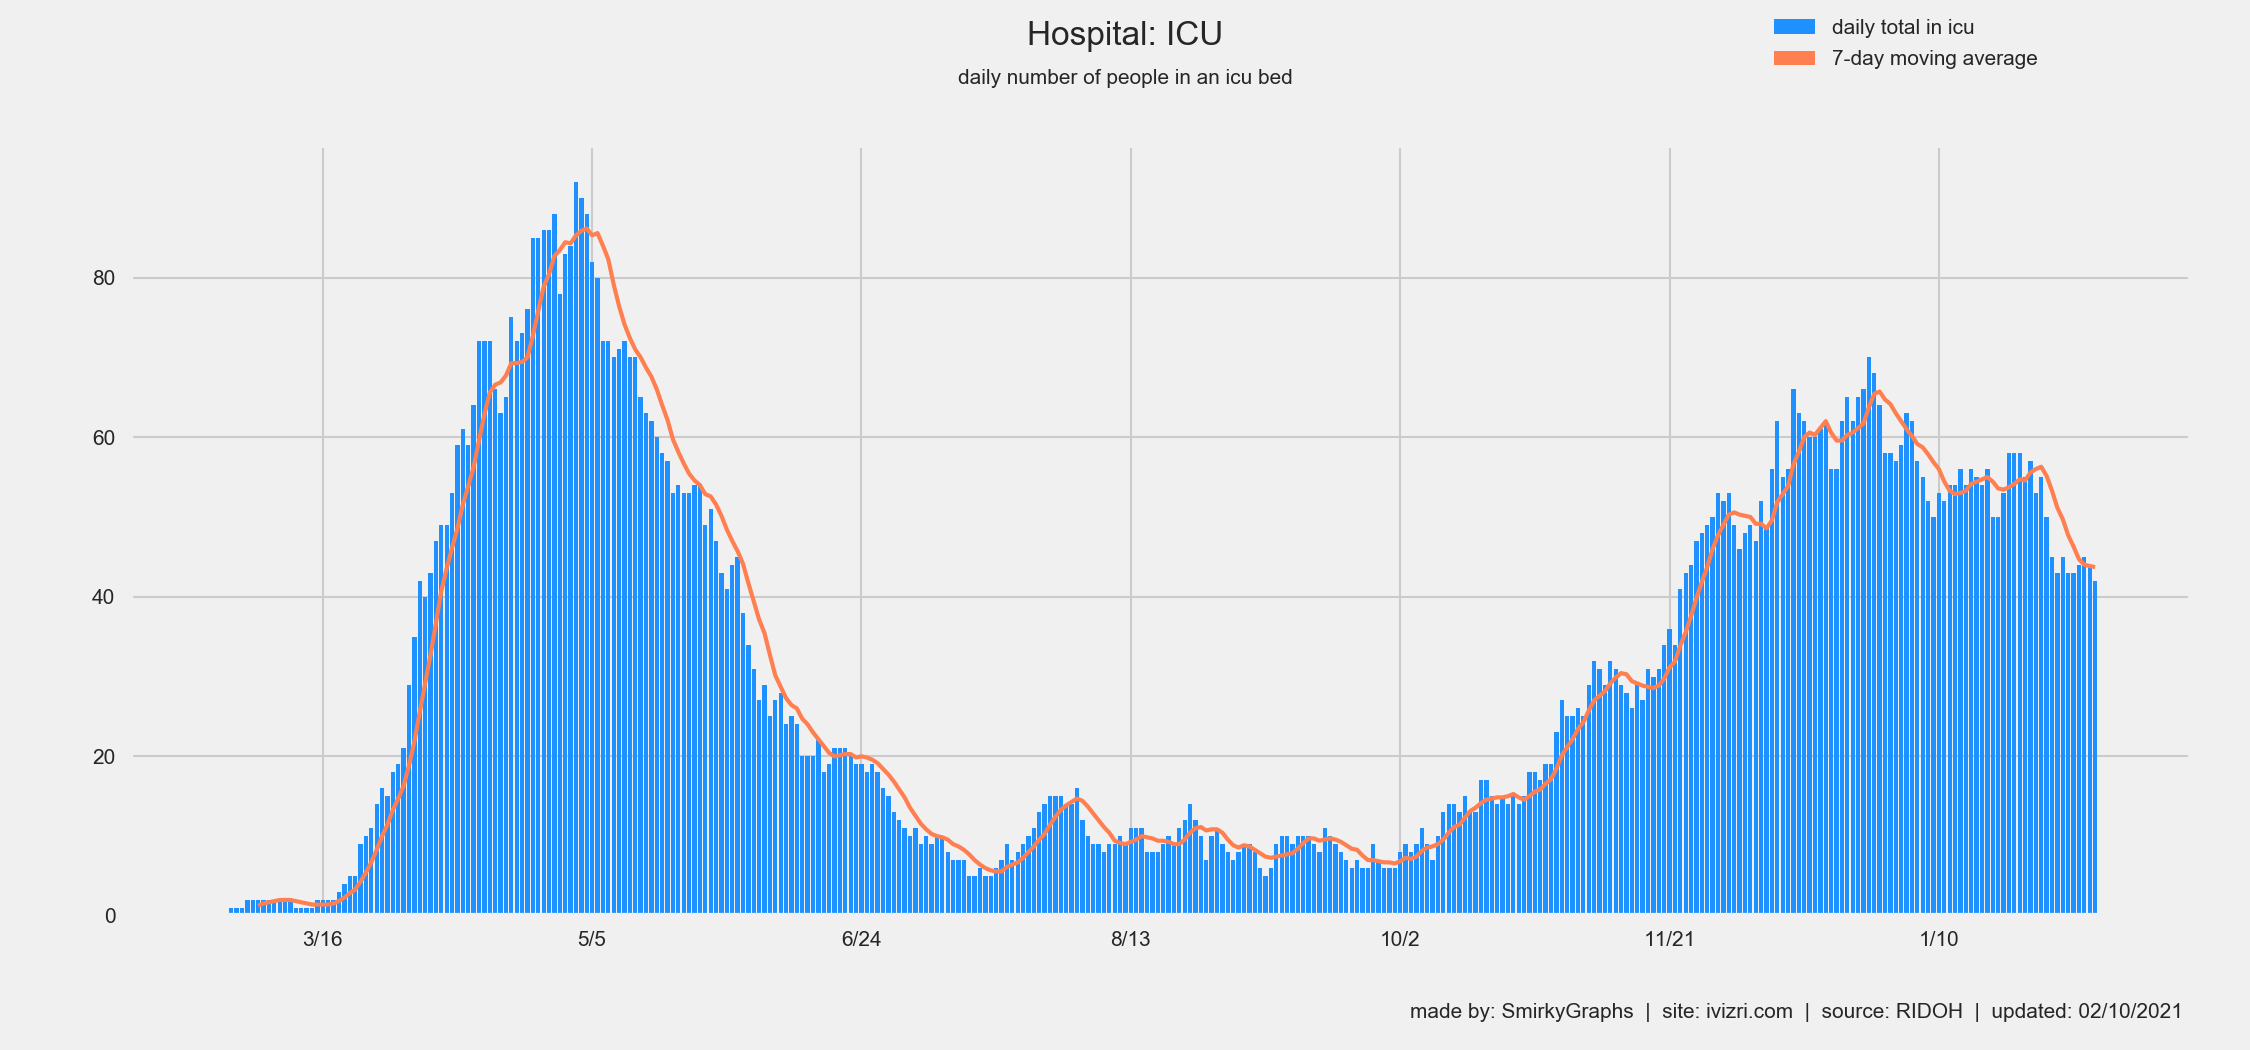 Hospital: ICU
daily number of people in an icu bed
daily total in icu
7-day moving average
80
60
40
20
0
3/16
5/5
6/24
8/13
10/2
11/21
1/10
made by: SmirkyGraphs | site: ivizri.com | source: RIDOH | updated: 02/10/2021